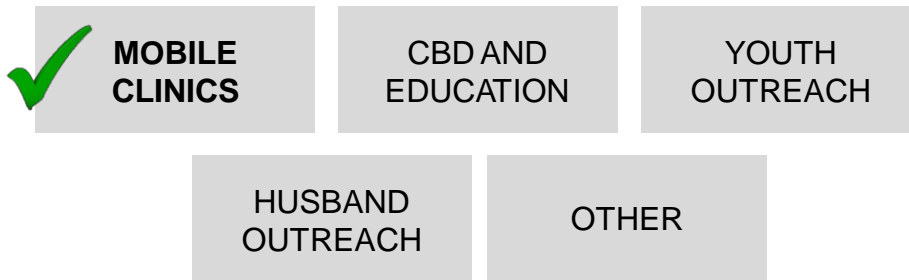 MOBILE
CLINICS
CBD AND
EDUCATION
YOUTH
OUTREACH
HUSBAND
OUTREACH
OTHER